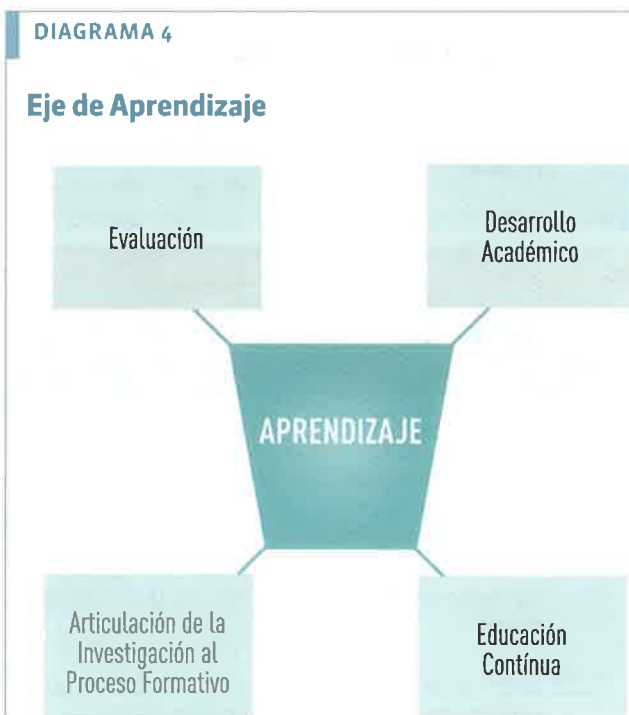 DIAGRAMA 4
Eje de Aprendizaje
Evaluación
Desarrollo
Académico
APRENDIZAJE
Articulación de la
Investigación al
Proceso Formativo
Educación
Contínua